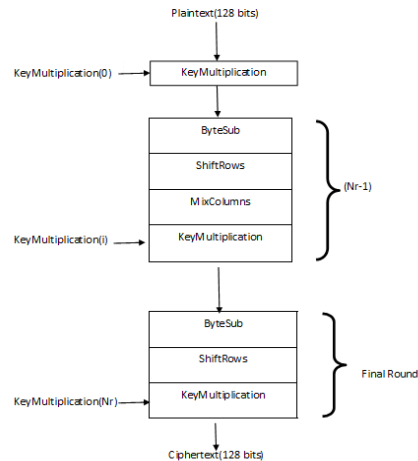 Plaintext(128 bits)
KeyMultiplication(0)
KeyMultiplication
ByteSub
ShiftRows
MixColumns
(Nr-1)
KeyMultiplication(i)
KeyMultiplication
ByteSub
ShiftRows
Final Round
KeyMultiplication(Nr)
KeyMultiplication
Ciphertext(128 bits)